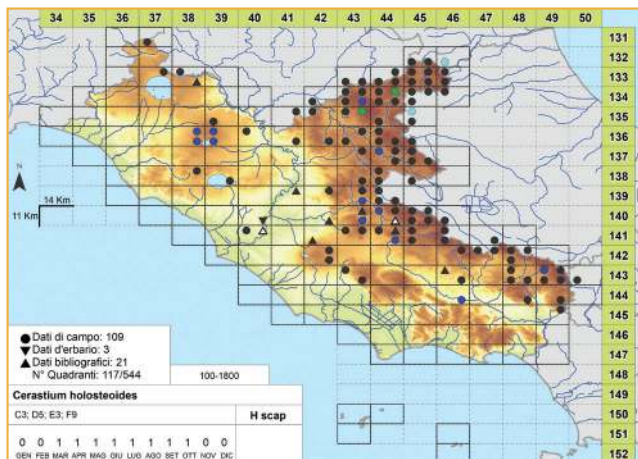 34 35 36 37 38 39 40 41 42 43 44 45 46 47 48 49 50
131
132
133
134
135
136
137
138
139
140
141
142
143
144
145
146
147
148
149
150
151
152
N
14 Km
11 Km
Dati di campo: 109
Dati d'erbario: 3
Dati bibliografici: 21
N° Quadranti: 117/544
100-1800
Cerastium holosteoides
C3; D5; E3; F9
H scap
0 0 1 1 1 1 1 1 1 1 0 0
GEN FEB MAR APR MAG GIU LUG AGO SET OTT NOV DIC